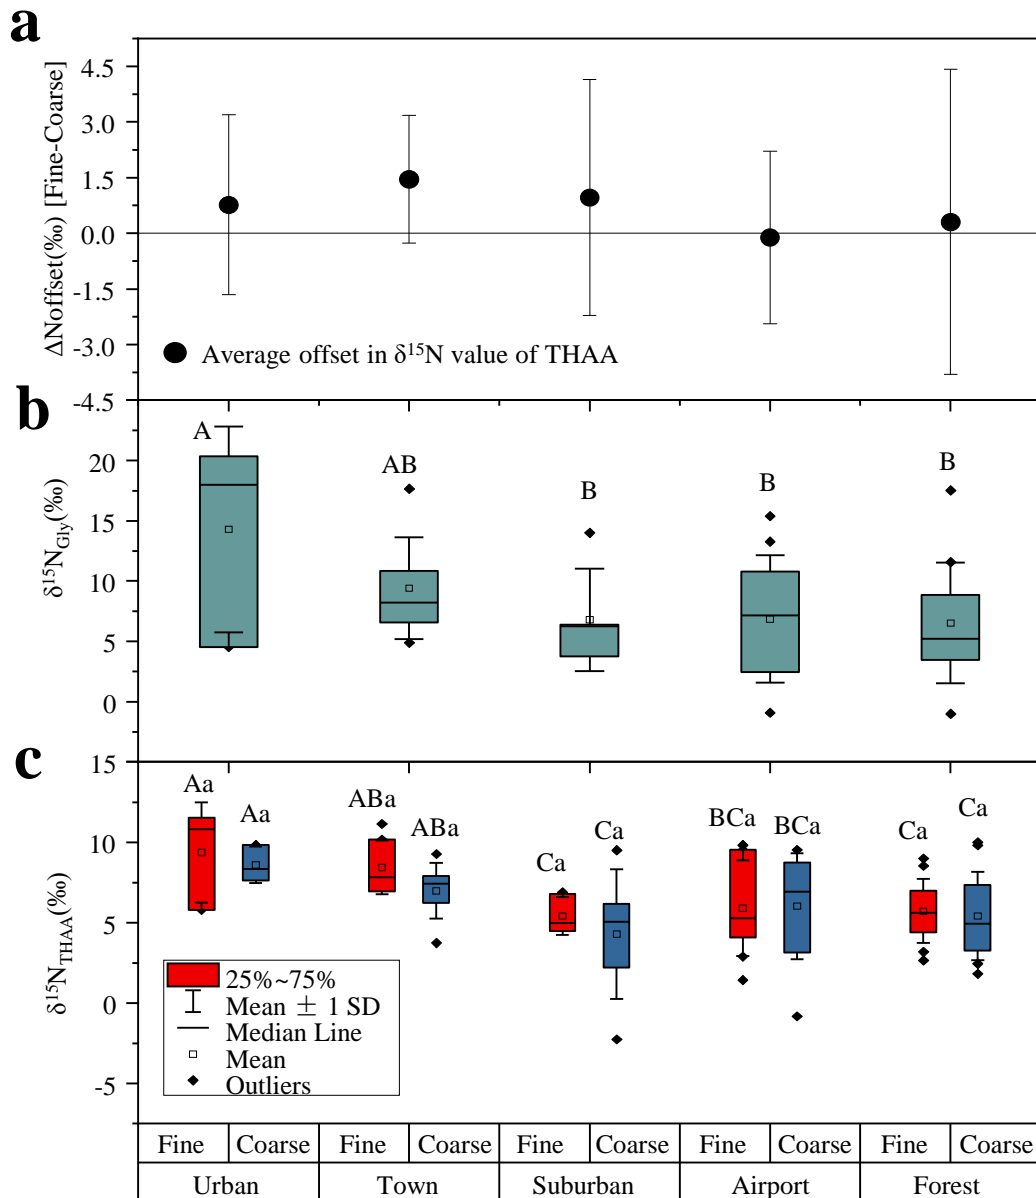 a
ΔNoffset(‰) [Fine-Coarse]
4.5
3.0
1.5
0.0
-1.5
-3.0
-4.5
Average offset in δ¹⁵N value of THAA
b
δ¹⁵N_Gly(‰)
20
15
10
5
0
A
AB
B
B
B
c
δ¹⁵N_THAA(‰)
15
10
5
0
-5
Aa
Aa
ABa
ABa
Ca
Ca
BCa
BCa
Ca
Ca
25%~75%
Mean ± 1 SD
Median Line
Mean
Outliers
Fine Coarse Fine Coarse Fine Coarse Fine Coarse Fine Coarse
Urban Town Suburban Airport Forest